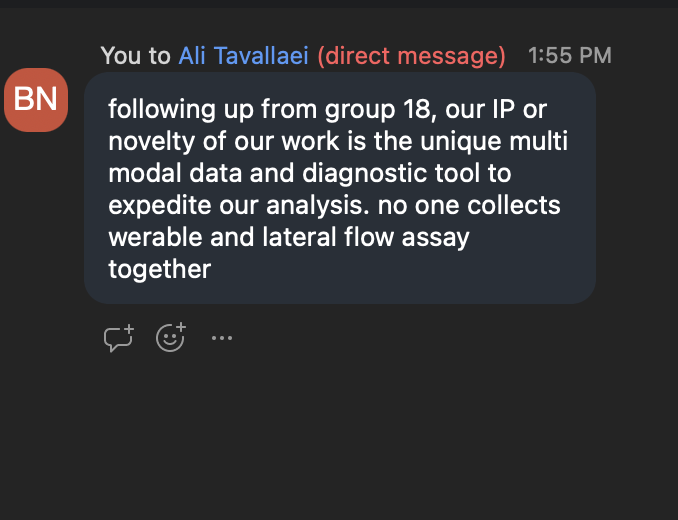 You to Ali Tavallaei (direct message) 1:55 PM
BN
following up from group 18, our IP or
novelty of our work is the unique multi
modal data and diagnostic tool to
expedite our analysis. no one collects
werable and lateral flow assay
together